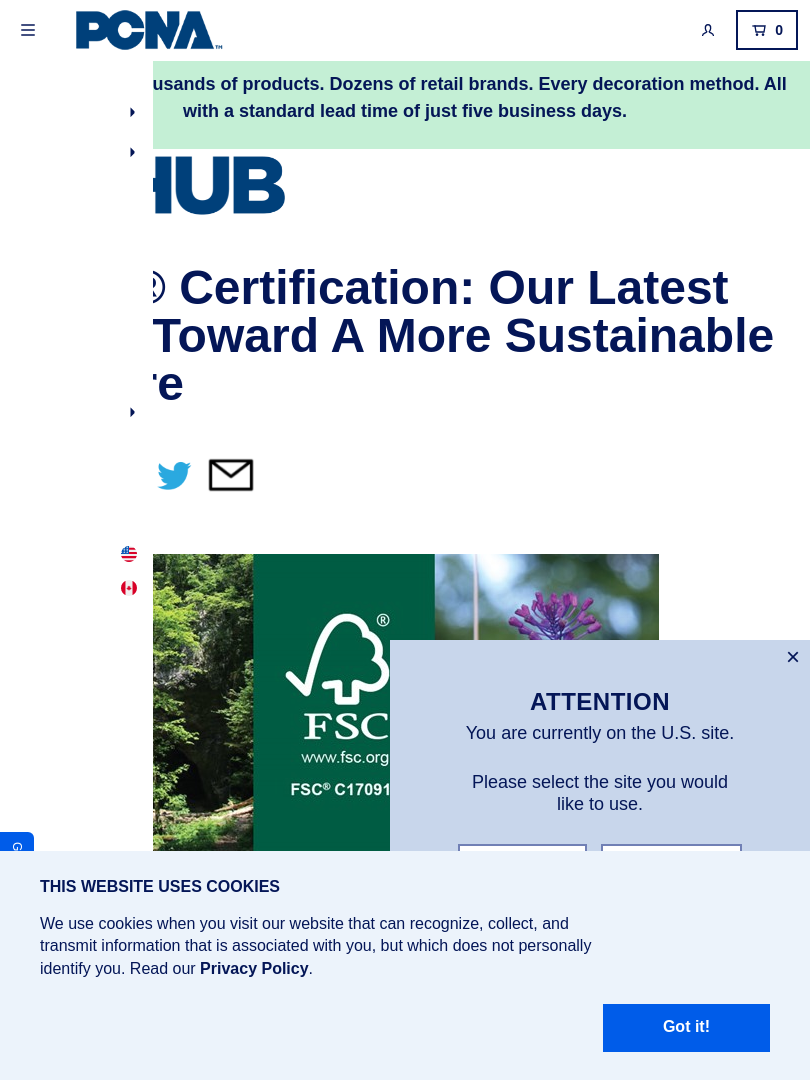 PCNA™
0
usands of products. Dozens of retail brands. Every decoration method. All
with a standard lead time of just five business days.
HUB
® Certification: Our Latest
Toward A More Sustainable
re
®
FSC
www.fsc.org
FSC® C17091
×
ATTENTION
You are currently on the U.S. site.
Please select the site you would
like to use.
G
THIS WEBSITE USES COOKIES
We use cookies when you visit our website that can recognize, collect, and
transmit information that is associated with you, but which does not personally
identify you. Read our Privacy Policy.
Got it!